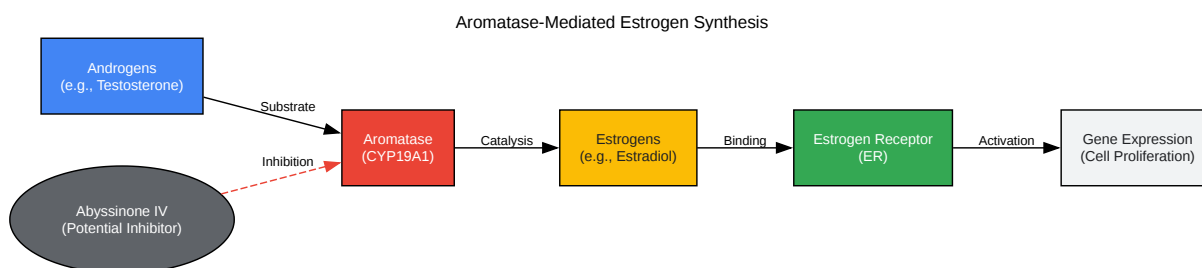 Aromatase-Mediated Estrogen Synthesis
Androgens
(e.g., Testosterone)
Substrate
Aromatase
(CYP19A1)
Catalysis
Estrogens
(e.g., Estradiol)
Binding
Estrogen Receptor
(ER)
Activation
Gene Expression
(Cell Proliferation)
Inhibition
Abyssinone IV
(Potential Inhibitor)